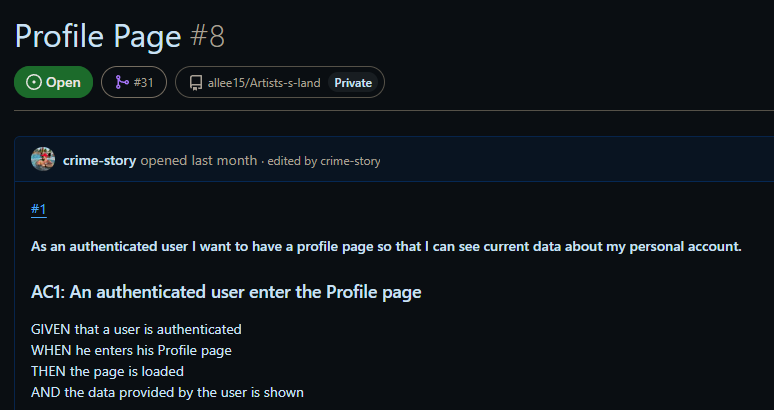 Profile Page #8
Open #31 allee15/Artists-s-land Private
crime-story opened last month · edited by crime-story
#1
As an authenticated user I want to have a profile page so that I can see current data about my personal account.
AC1: An authenticated user enter the Profile page
GIVEN that a user is authenticated
WHEN he enters his Profile page
THEN the page is loaded
AND the data provided by the user is shown